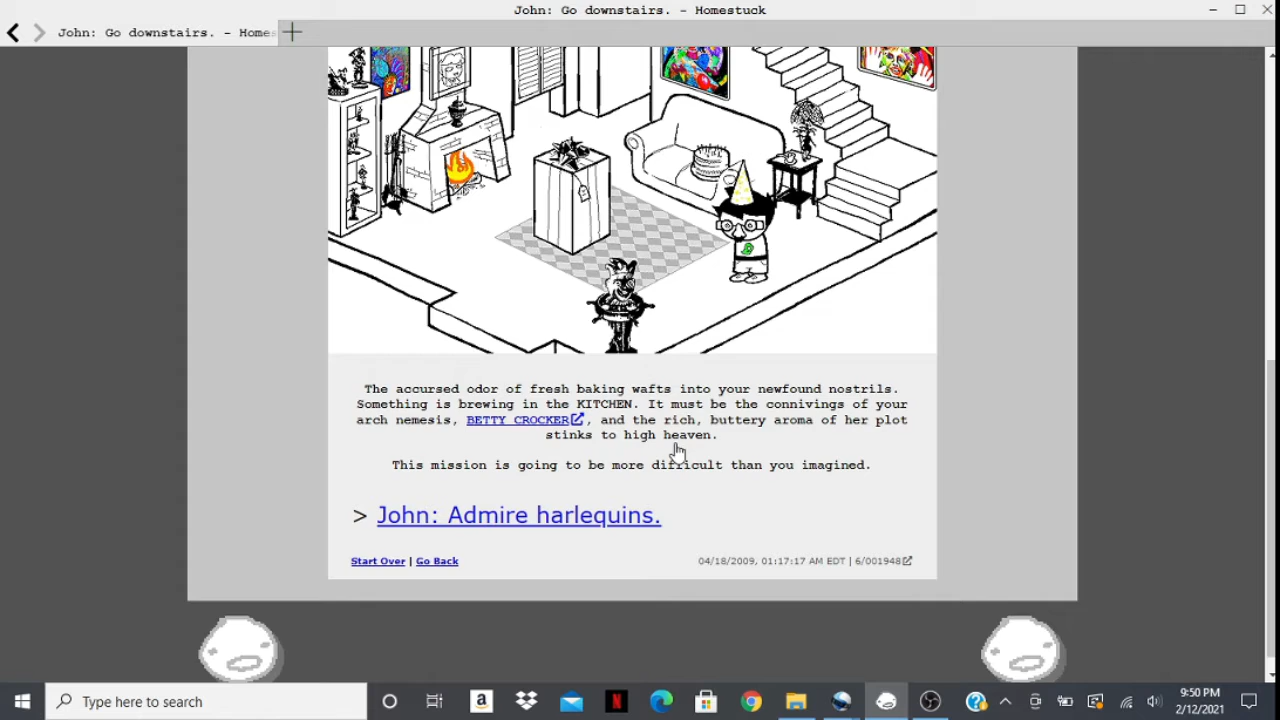 John: Go downstairs. - Homestuck
John: Go downstairs. - Homes
The accursed odor of fresh baking wafts into your newfound nostrils.
Something is brewing in the KITCHEN. It must be the connivings of your
arch nemesis, BETTY CROCKER, and the rich, buttery aroma of her plot
stinks to high heaven.
This mission is going to be more difficult than you imagined.
> John: Admire harlequins.
Start Over | Go Back
04/18/2009, 01:17:17 AM EDT | 6/001948
Type here to search
9:50 PM
2/12/2021